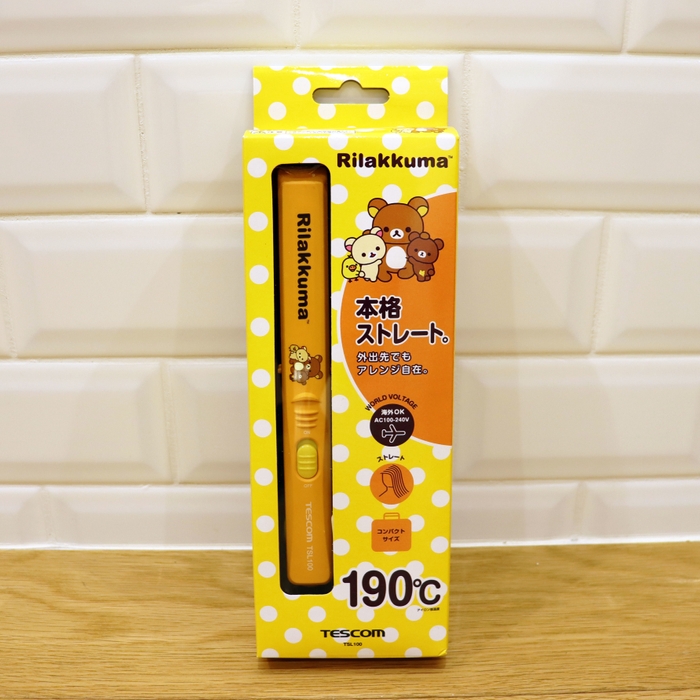 Rilakkuma™
Rilakkuma™
本格
ストレート。
外出先でも
アレンジ自在。
WORLD VOLTAGE
海外OK
AC100-240V
ストレート
コンパクト
サイズ
TESCOM TSL100
190℃
TESCOM
TSL100